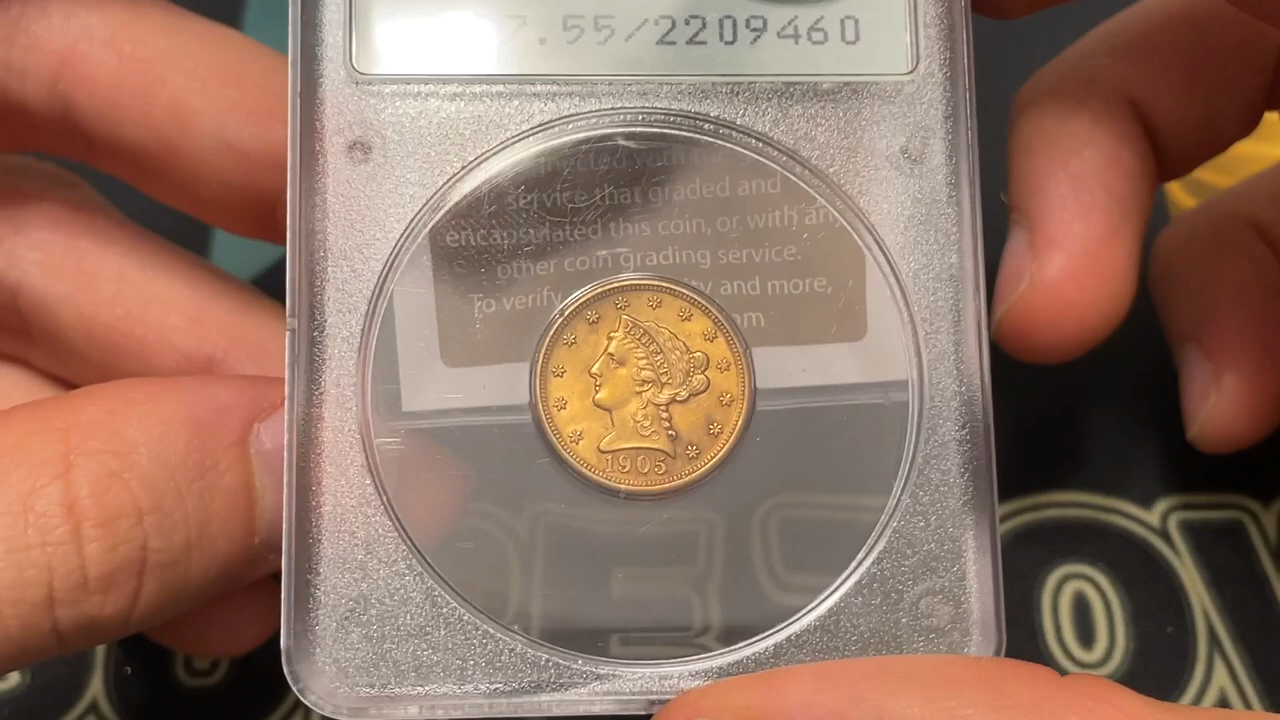 7.55/2209460
service that graded and
encapsulated this coin, or with any
other coin grading service.
To verify and more,
LIBERTY
1905